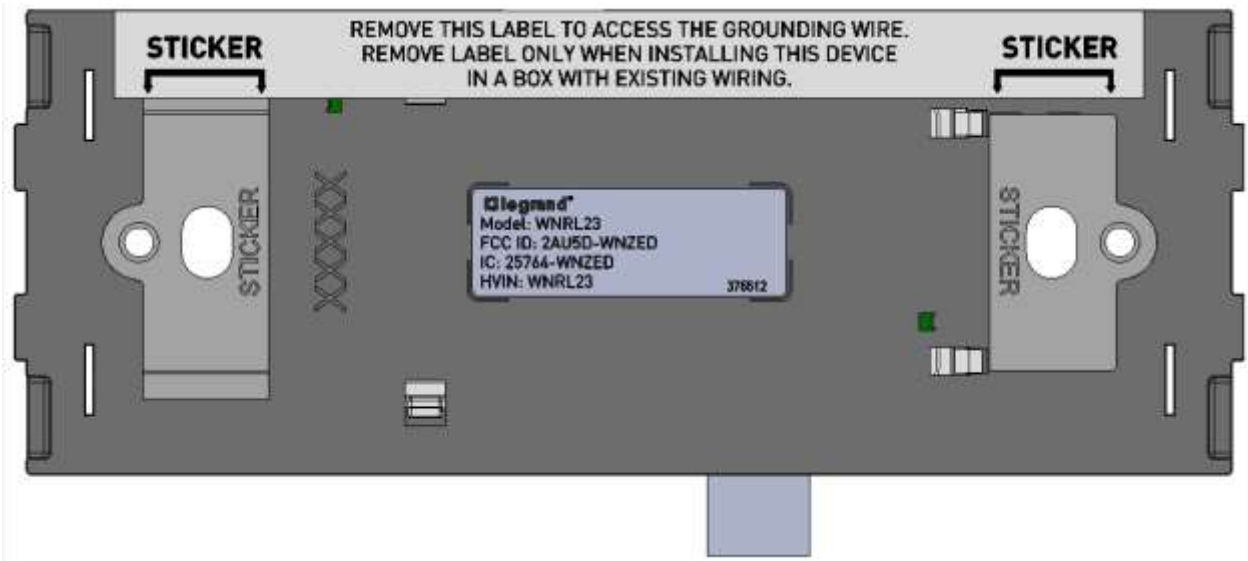 REMOVE THIS LABEL TO ACCESS THE GROUNDING WIRE.
REMOVE LABEL ONLY WHEN INSTALLING THIS DEVICE
IN A BOX WITH EXISTING WIRING.
STICKER
STICKER
STICKER
XXXXX
legrand®
Model: WNRL23
FCC ID: 2AU5D-WNZED
IC: 25764-WNZED
HVIN: WNRL23
376612
STICKER